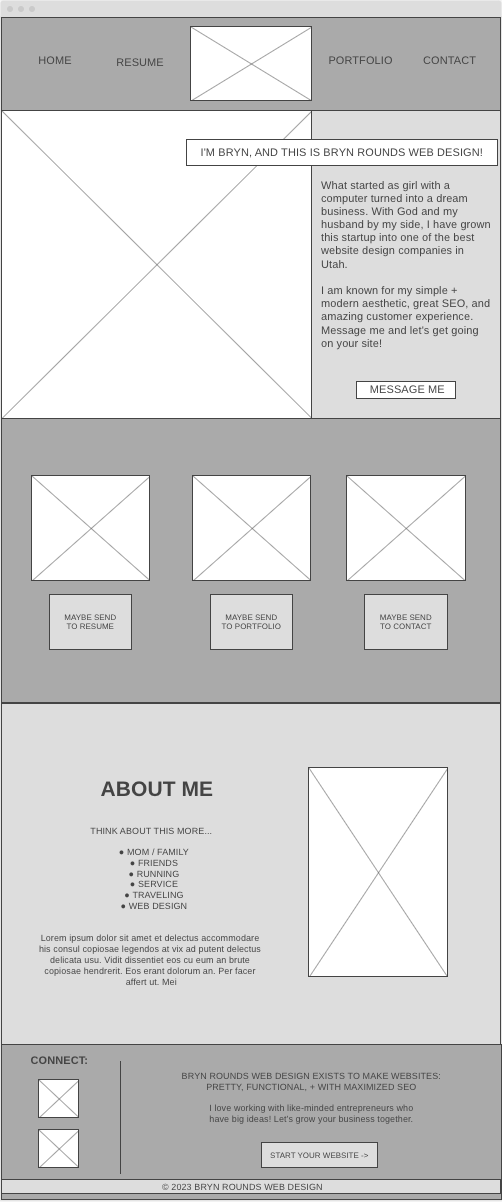 HOME
RESUME
PORTFOLIO
CONTACT
I'M BRYN, AND THIS IS BRYN ROUNDS WEB DESIGN!
What started as girl with a
computer turned into a dream
business. With God and my
husband by my side, I have grown
this startup into one of the best
website design companies in
Utah.
I am known for my simple +
modern aesthetic, great SEO, and
amazing customer experience.
Message me and let's get going
on your site!
MESSAGE ME
MAYBE SEND
TO RESUME
MAYBE SEND
TO PORTFOLIO
MAYBE SEND
TO CONTACT
ABOUT ME
THINK ABOUT THIS MORE...
● MOM / FAMILY
● FRIENDS
● RUNNING
● SERVICE
● TRAVELING
● WEB DESIGN
Lorem ipsum dolor sit amet et delectus accommodare
his consul copiosae legendos at vix ad putent delectus
delicata usu. Vidit dissentiet eos cu eum an brute
copiosae hendrerit. Eos erant dolorum an. Per facer
affert ut. Mei
CONNECT:
BRYN ROUNDS WEB DESIGN EXISTS TO MAKE WEBSITES:
PRETTY, FUNCTIONAL, + WITH MAXIMIZED SEO
I love working with like-minded entrepreneurs who
have big ideas! Let's grow your business together.
START YOUR WEBSITE ->
© 2023 BRYN ROUNDS WEB DESIGN